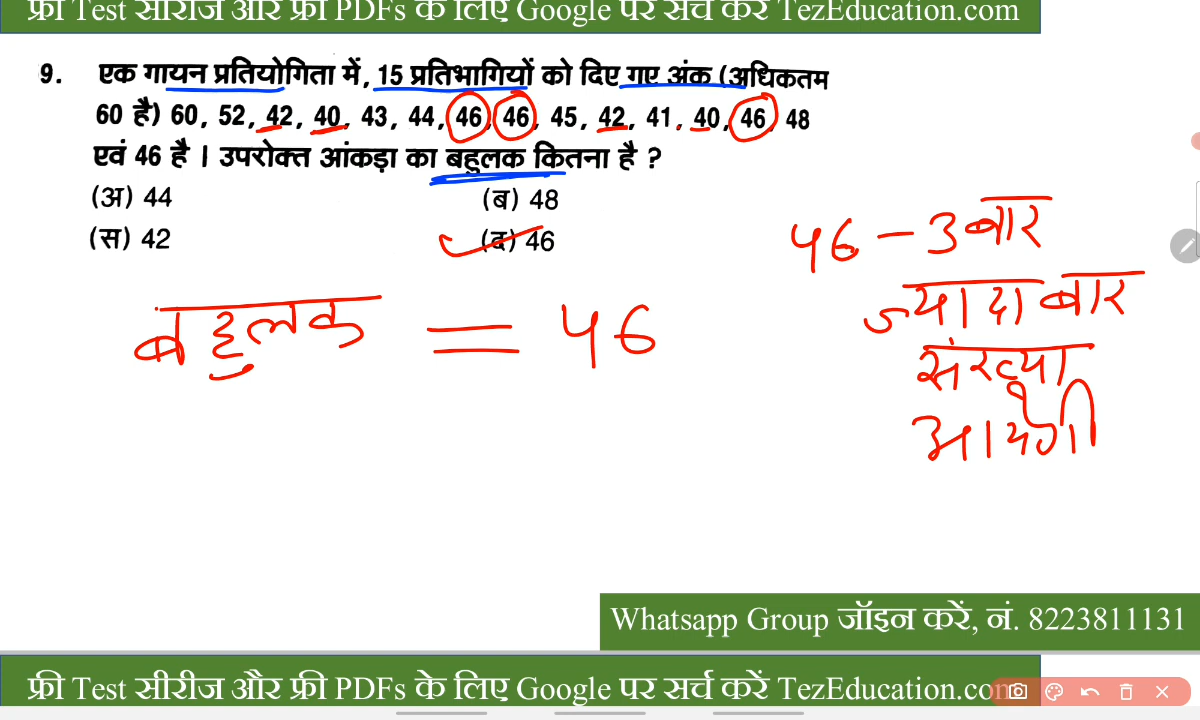 फ्री Test सीरीज और फ्री PDFs के लिए Google पर सर्च करें TezEducation.com
9. एक गायन प्रतियोगिता में, 15 प्रतिभागियों को दिए गए अंक (अधिकतम
60 है) 60, 52, 42, 40, 43, 44, 46, 46, 45, 42, 41, 40, 46, 48
एवं 46 है । उपरोक्त आंकड़ा का बहुलक कितना है ?
(अ) 44 (ब) 48
(स) 42 (द) 46
46 - 3 बार
ज्यादा बार
संख्या
आयेगी
बहुलक = 46
Whatsapp Group जॉइन करें, नं. 8223811131
फ्री Test सीरीज और फ्री PDFs के लिए Google पर सर्च करें TezEducation.com